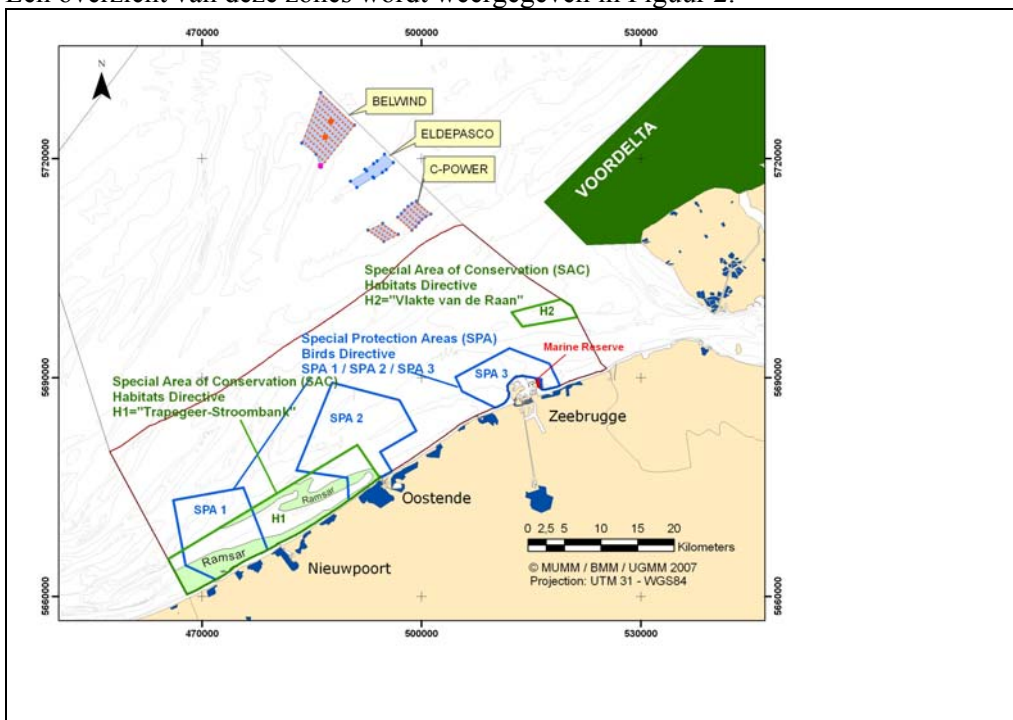 Een overzicht van deze zones wordt weergegeven in Figuur 2.
470000 500000 530000
N
BELWIND
ELDEPASCO
C-POWER
VOORDELTA
5720000 5720000
Special Area of Conservation (SAC)
Habitats Directive
H2="Vlakte van de Raan"
H2
Special Protection Areas (SPA)
Birds Directive
SPA 1 / SPA 2 / SPA 3
Marine Reserve
SPA 3
5690000 5690000
Special Area of Conservation (SAC)
Habitats Directive
H1="Trapegeer-Stroombank"
SPA 2
Zeebrugge
Ramsar
Oostende
SPA 1
H1
Ramsar
Nieuwpoort
0 2,5 5 10 15 20
Kilometers
© MUMM / BMM / UGMM 2007
Projection: UTM 31 - WGS84
5660000 5660000
470000 500000 530000